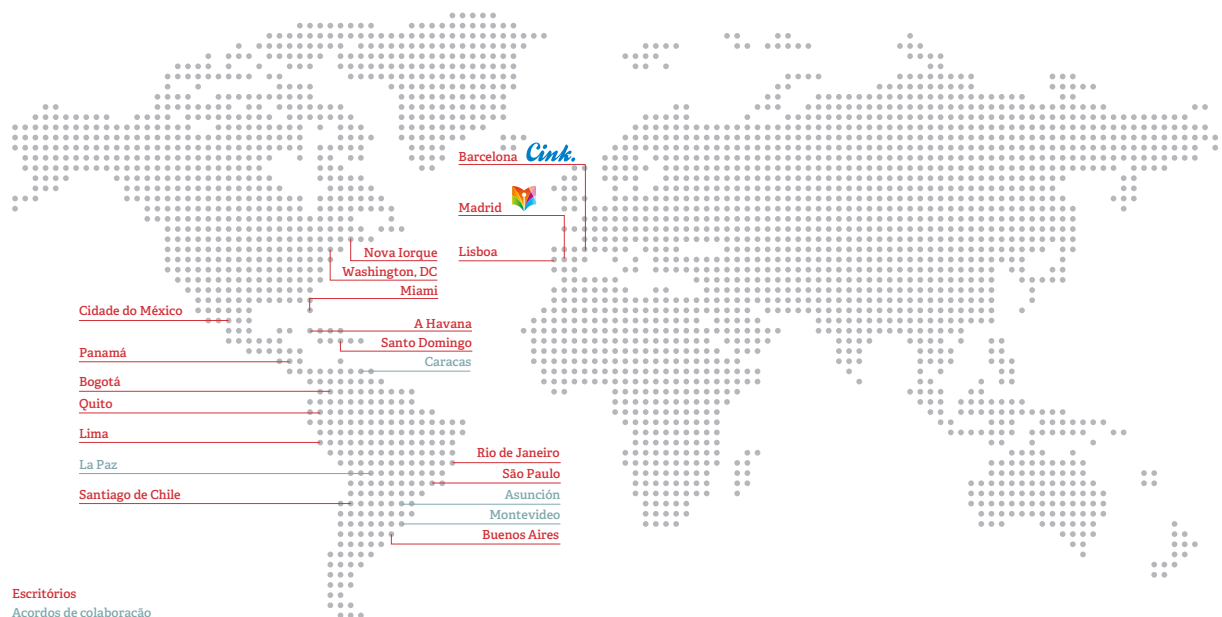 Barcelona Cink.
Madrid
Lisboa
Nova Iorque
Washington, DC
Miami
Cidade do México
A Havana
Santo Domingo
Caracas
Panamá
Bogotá
Quito
Lima
La Paz
Santiago de Chile
Rio de Janeiro
São Paulo
Asunción
Montevideo
Buenos Aires
Escritórios
Acordos de colaboração